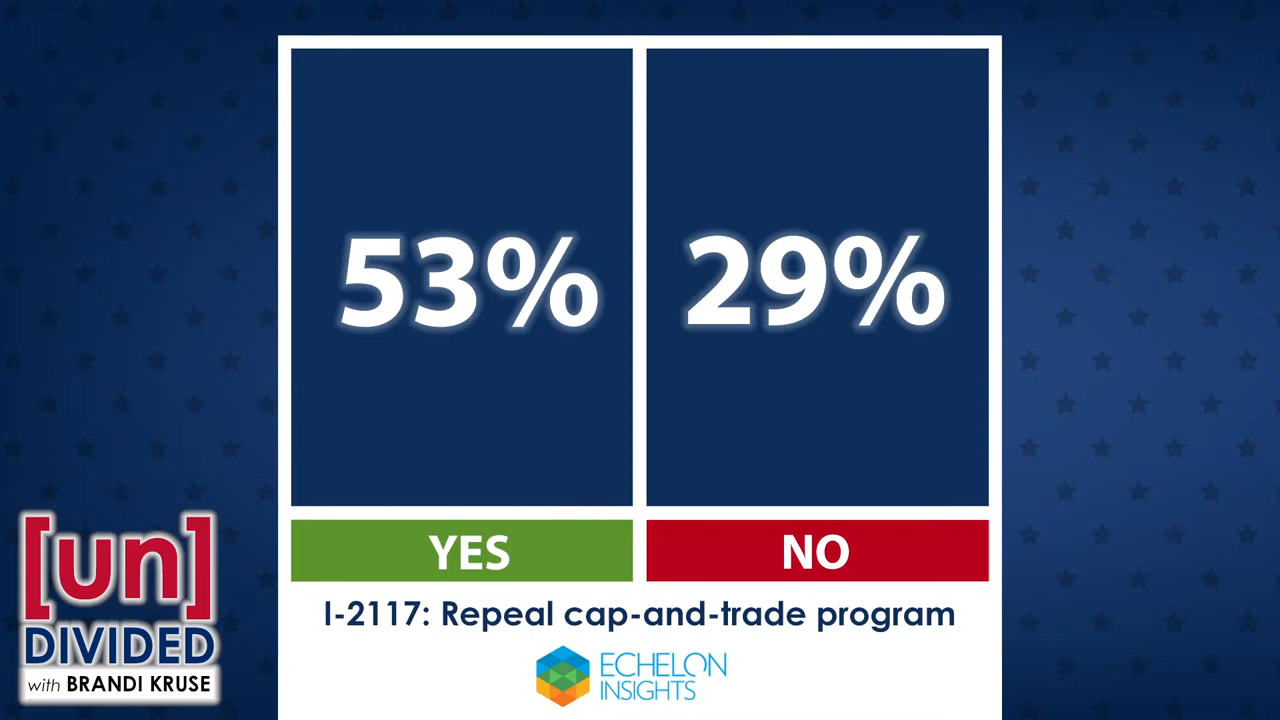 53%
29%
YES
NO
I-2117: Repeal cap-and-trade program
ECHELON
INSIGHTS
[un]
DIVIDED
with BRANDI KRUSE